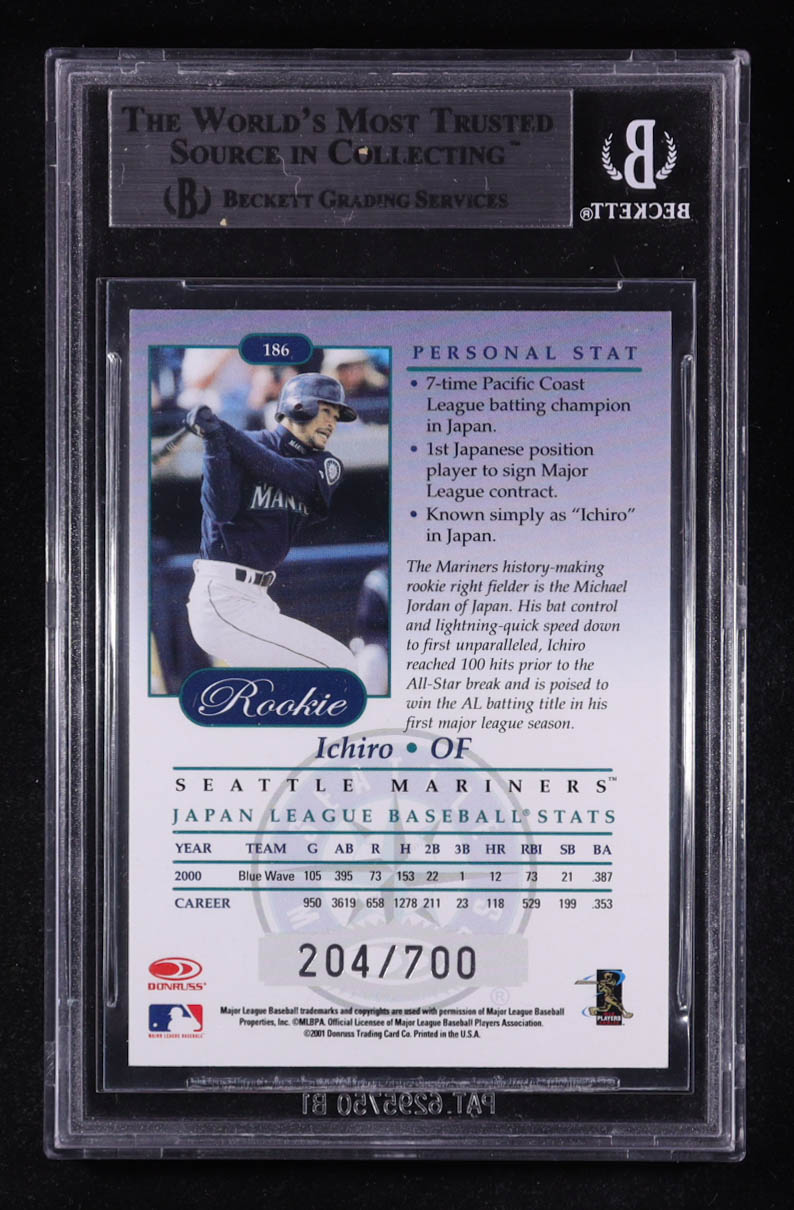 THE WORLD'S MOST TRUSTED
SOURCE IN COLLECTING™
B BECKETT GRADING SERVICES
B
BECKETT®
186
PERSONAL STAT
• 7-time Pacific Coast
League batting champion
in Japan.
• 1st Japanese position
player to sign Major
League contract.
• Known simply as "Ichiro"
in Japan.
The Mariners history-making
rookie right fielder is the Michael
Jordan of Japan. His bat control
and lightning-quick speed down
to first unparalleled, Ichiro
reached 100 hits prior to the
All-Star break and is poised to
win the AL batting title in his
first major league season.
MARI
Rookie
Ichiro • OF
SEATTLE MARINERS™
JAPAN LEAGUE BASEBALL® STATS
YEAR TEAM G AB R H 2B 3B HR RBI SB BA
2000 Blue Wave 105 395 73 153 22 1 12 73 21 .387
CAREER 950 3619 658 1278 211 23 118 529 199 .353
204/700
®
DONRUSS®
MAJOR LEAGUE BASEBALL®
Major League Baseball trademarks and copyrights are used with permission of Major League Baseball
Properties, Inc. ©MLBPA. Official Licensee of Major League Baseball Players Association.
©2001 Donruss Trading Card Co. Printed in the U.S.A.
PLAYERS
PAT. 6295750 B1